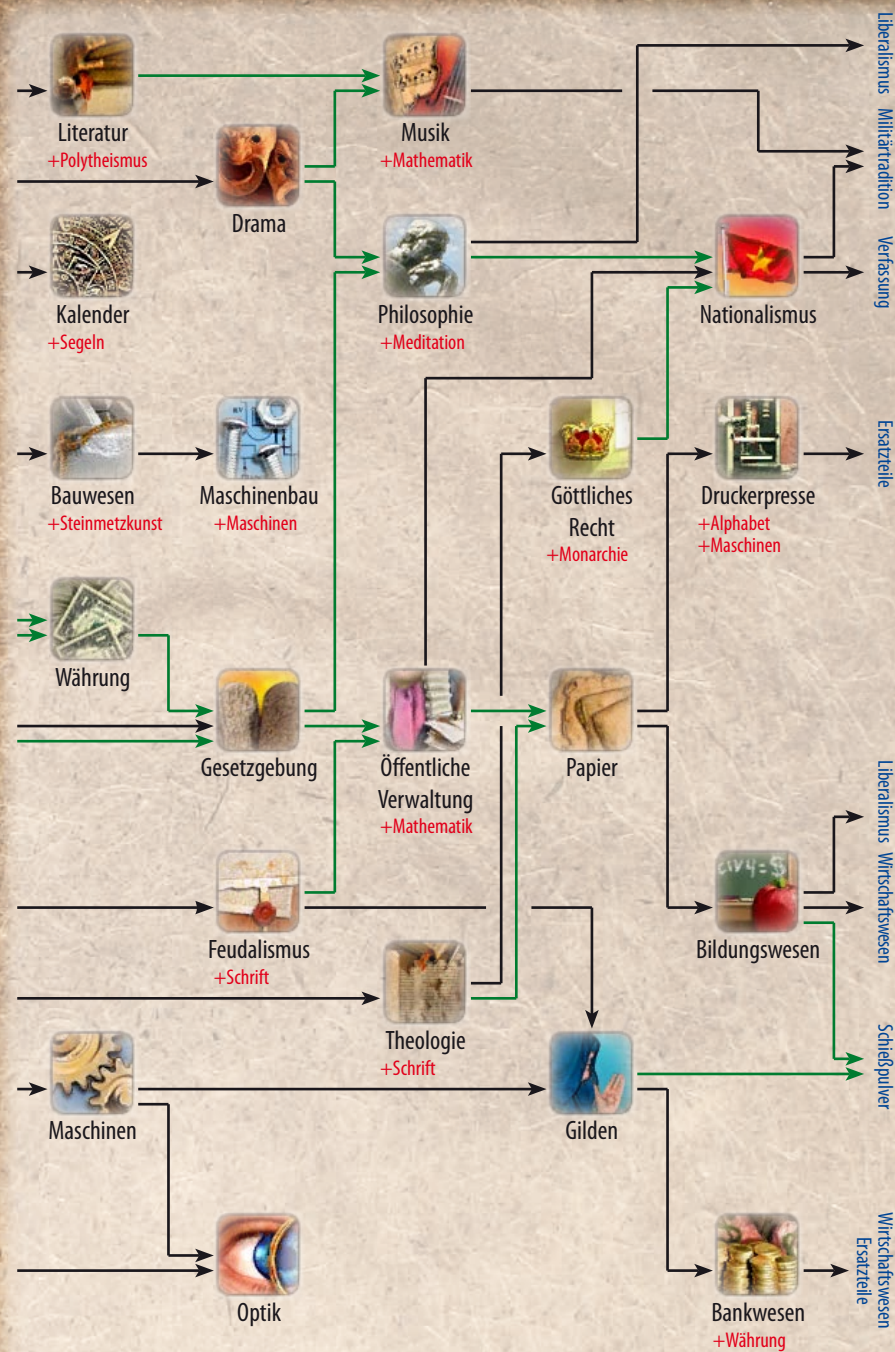 Literatur
+Polytheismus
Musik
+Mathematik
Liberalismus
Drama
Militärtradition
Kalender
+Segeln
Philosophie
+Meditation
Nationalismus
Verfassung
Bauwesen
+Steinmetzkunst
Maschinenbau
+Maschinen
Göttliches
Recht
+Monarchie
Druckerpresse
+Alphabet
+Maschinen
Ersatzteile
Währung
Gesetzgebung
Öffentliche
Verwaltung
+Mathematik
Papier
Liberalismus
CIV4=$
Feudalismus
+Schrift
Bildungswesen
Wirtschaftswesen
Theologie
+Schrift
Schießpulver
Maschinen
Gilden
Optik
Bankwesen
+Währung
Wirtschaftswesen
Ersatzteile